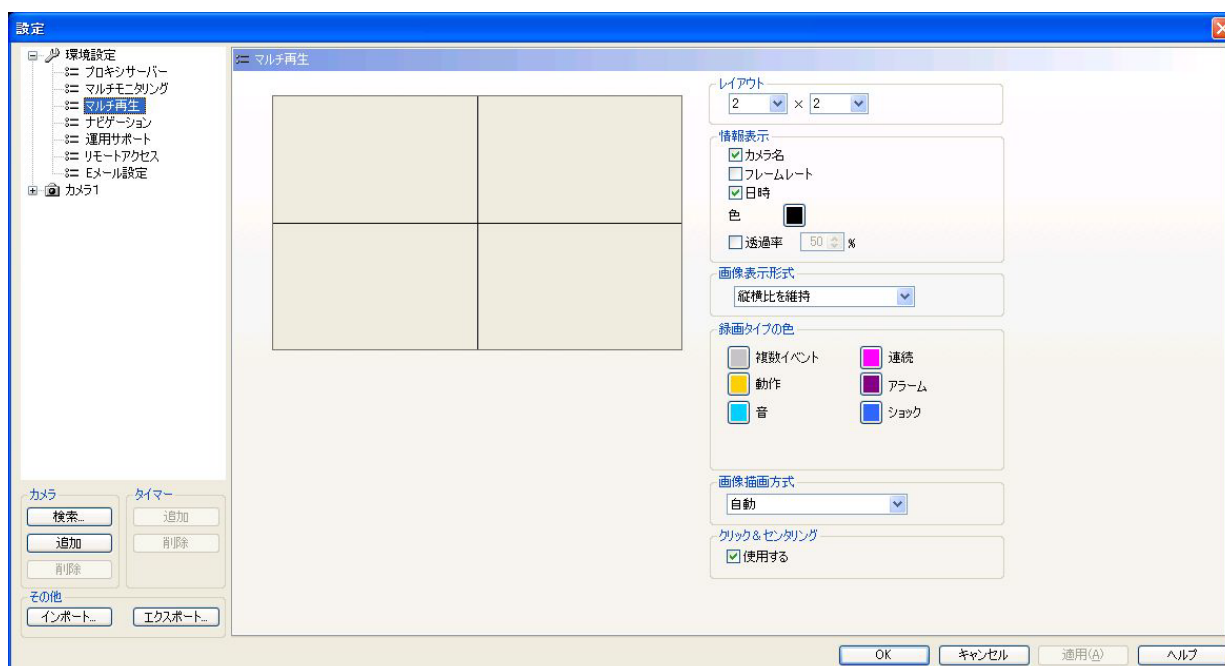 設定
環境設定
プロキシサーバー
マルチモニタリング
マルチ再生
ナビゲーション
運用サポート
リモートアクセス
Eメール設定
カメラ1
カメラ
検索...
追加
削除
タイマー
追加
削除
その他
インポート...
エクスポート...
マルチ再生
レイアウト
2 × 2
情報表示
カメラ名
フレームレート
日時
色
透過率 50 %
画像表示形式
縦横比を維持
録画タイプの色
複数イベント 連続
動作 アラーム
音 ショック
画像描画方式
自動
クリック&センタリング
使用する
OK キャンセル 適用(A) ヘルプ